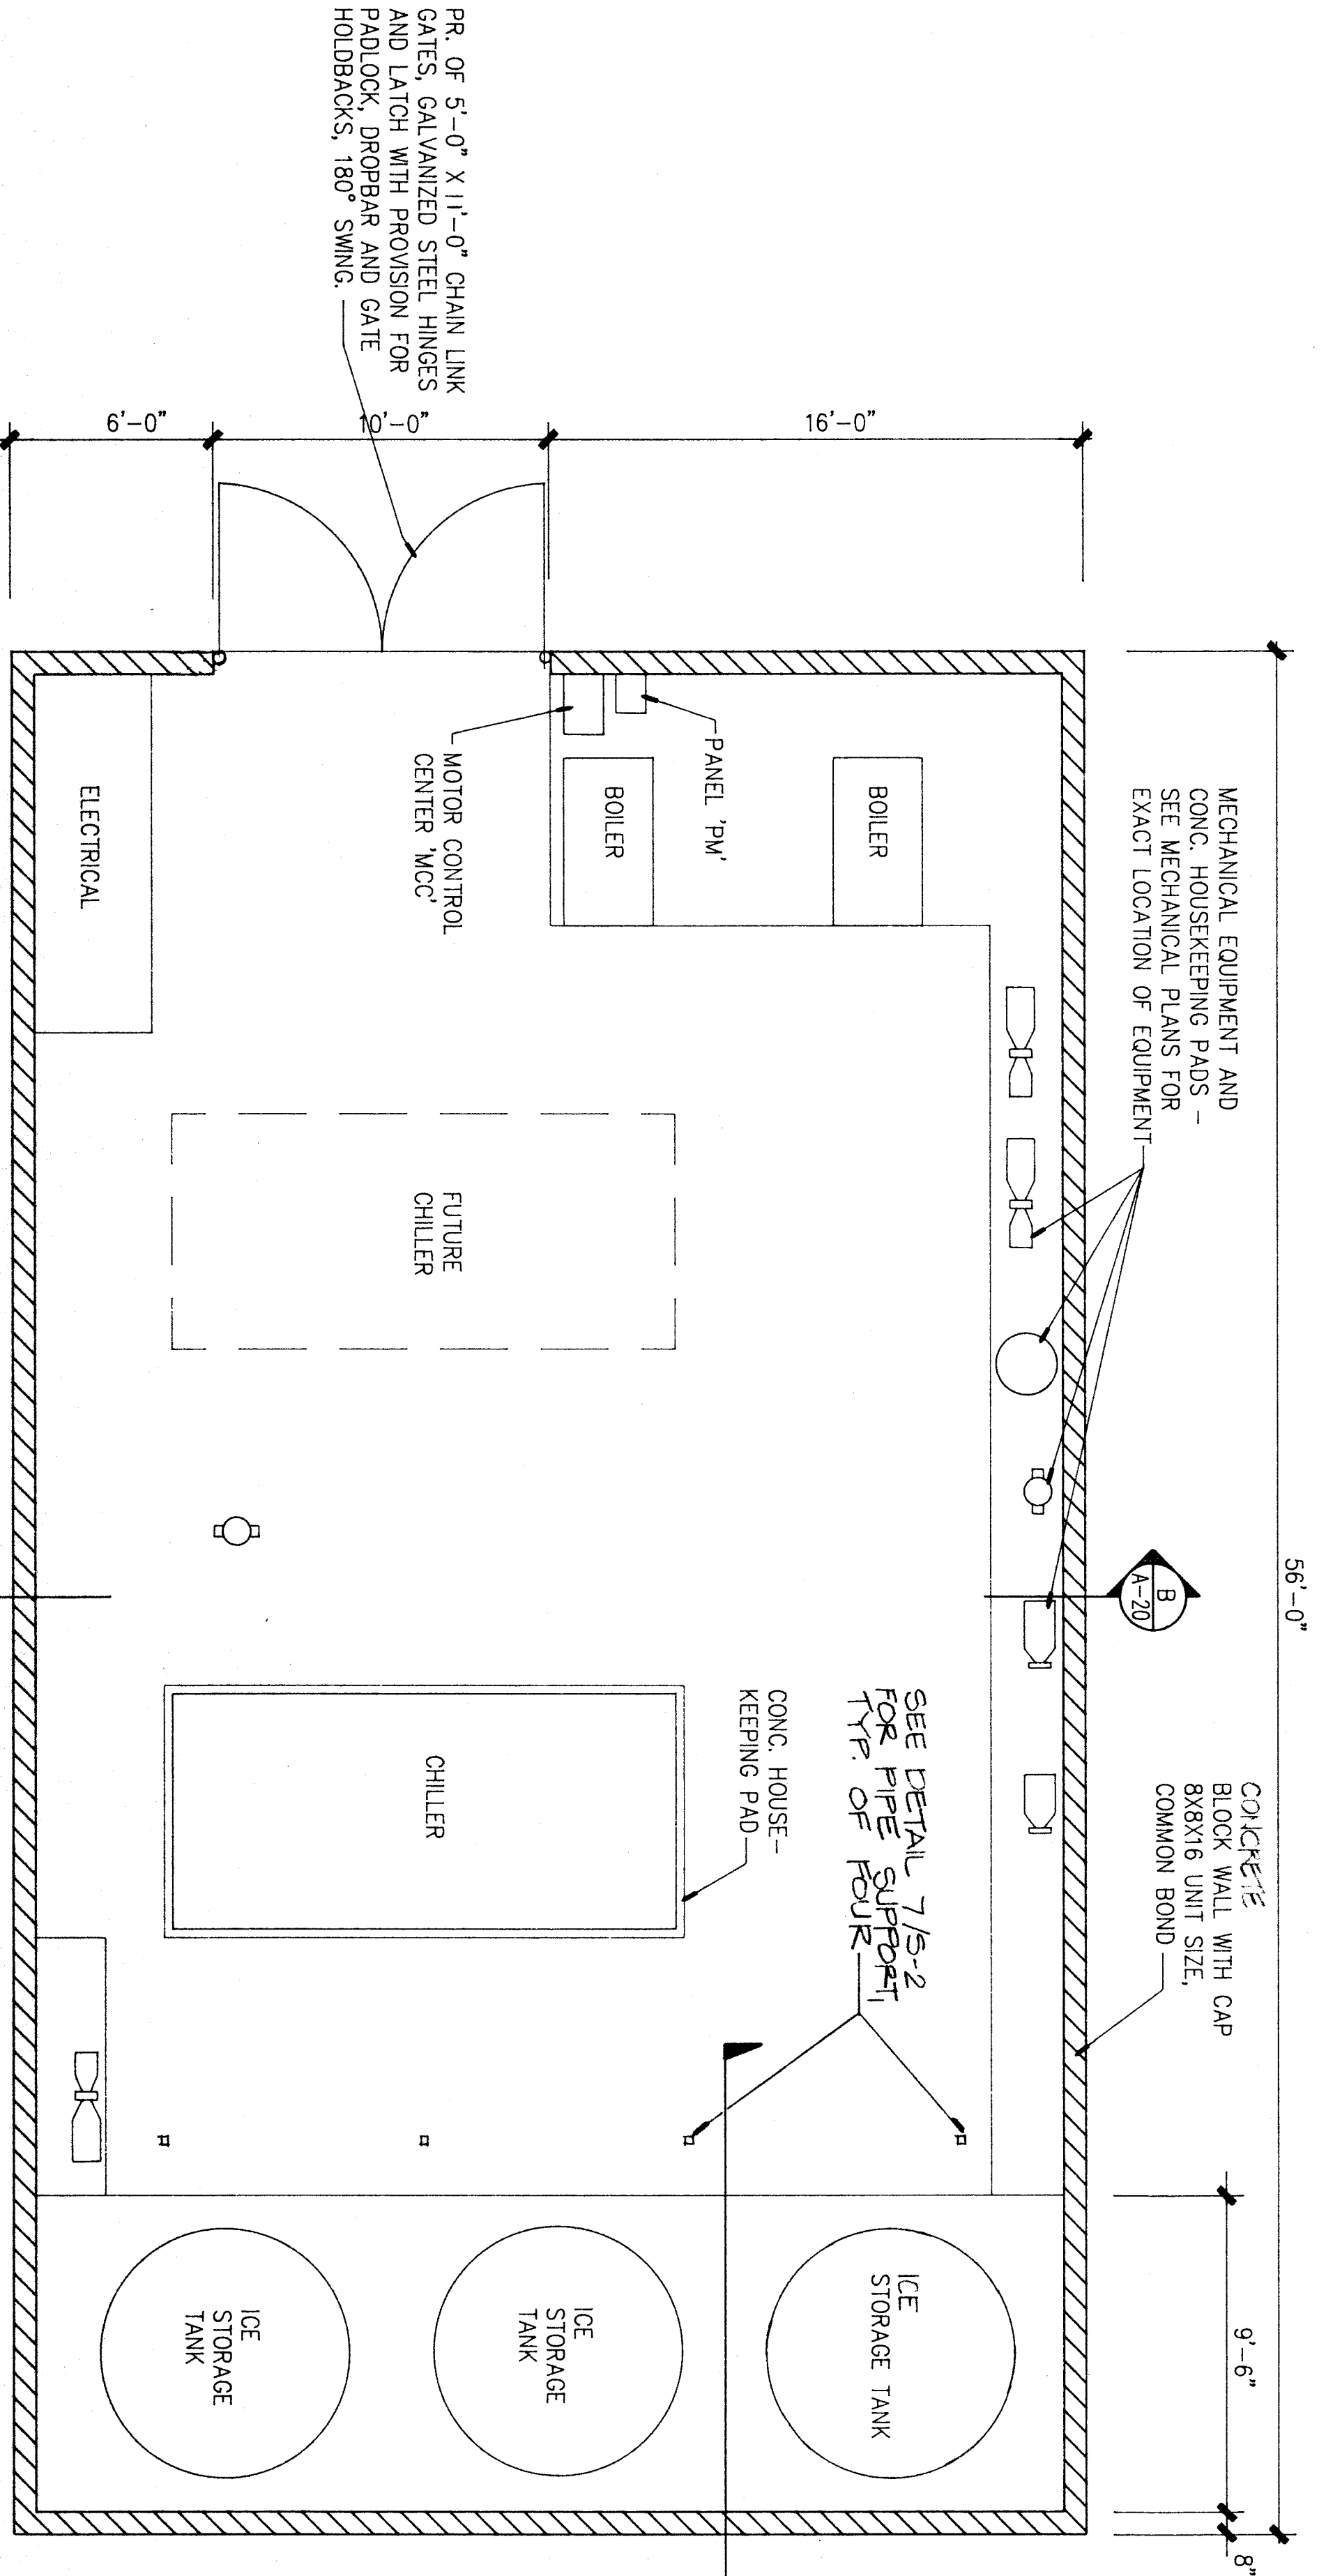 56'-0"
9'-6"
8"
CONCRETE
BLOCK WALL WITH CAP
8X8X16 UNIT SIZE,
COMMON BOND
B
A-20
MECHANICAL EQUIPMENT AND
CONC. HOUSEKEEPING PADS -
SEE MECHANICAL PLANS FOR
EXACT LOCATION OF EQUIPMENT
16'-0"
10'-0"
6'-0"
BOILER
BOILER
PANEL 'PM'
MOTOR CONTROL
CENTER 'MCC'
PR. OF 5'-0" X 11'-0" CHAIN LINK
GATES, GALVANIZED STEEL HINGES
AND LATCH WITH PROVISION FOR
PADLOCK, DROPBAR AND GATE
HOLDBACKS, 180° SWING.
ELECTRICAL
FUTURE
CHILLER
SEE DETAIL 7/S-2
FOR PIPE SUPPORT,
TYP. OF FOUR
CONC. HOUSE-
KEEPING PAD
CHILLER
ICE
STORAGE TANK
ICE
STORAGE
TANK
ICE
STORAGE
TANK